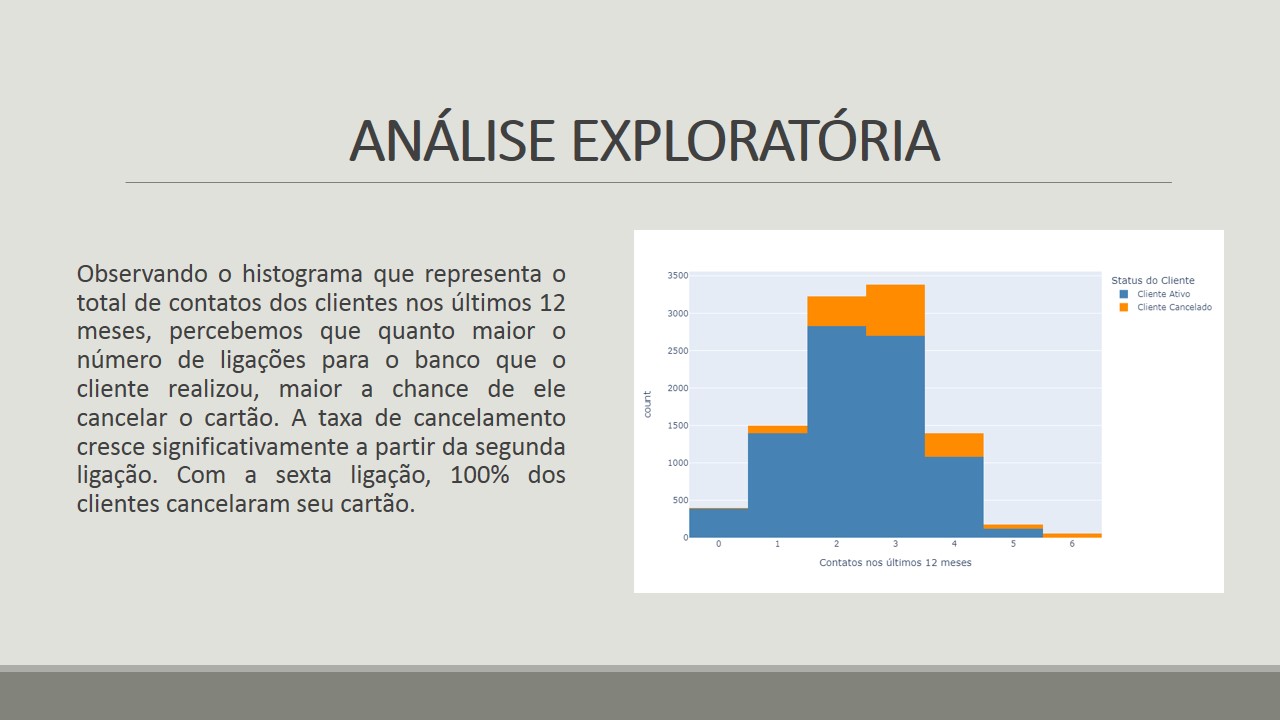 ANÁLISE EXPLORATÓRIA
Observando o histograma que representa o
total de contatos dos clientes nos últimos 12
meses, percebemos que quanto maior o
número de ligações para o banco que o
cliente realizou, maior a chance de ele
cancelar o cartão. A taxa de cancelamento
cresce significativamente a partir da segunda
ligação. Com a sexta ligação, 100% dos
clientes cancelaram seu cartão.
3500
3000
2500
2000
1500
1000
500
0
count
0 1 2 3 4 5 6
Contatos nos últimos 12 meses
Status do Cliente
Cliente Ativo
Cliente Cancelado